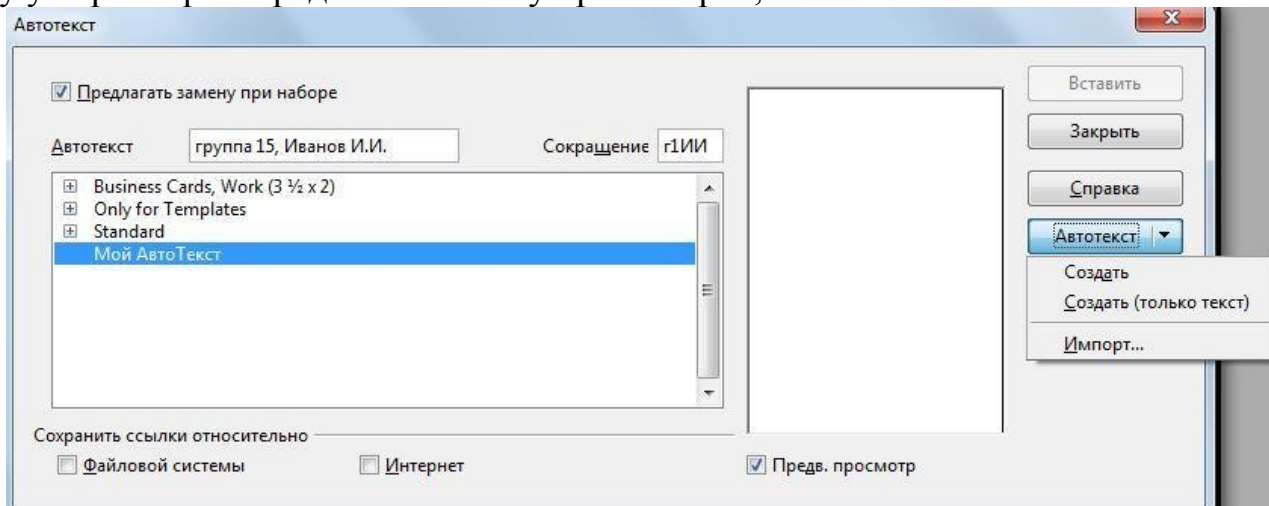 Автотекст
Предлагать замену при наборе
Вставить
Автотекст группа 15, Иванов И.И. Сокращение г1ИИ
Закрыть
Business Cards, Work (3 ½ x 2)
Only for Templates
Standard
Мой АвтоТекст
Справка
Автотекст
Создать
Создать (только текст)
Импорт...
Сохранить ссылки относительно
Файловой системы Интернет Предв. просмотр